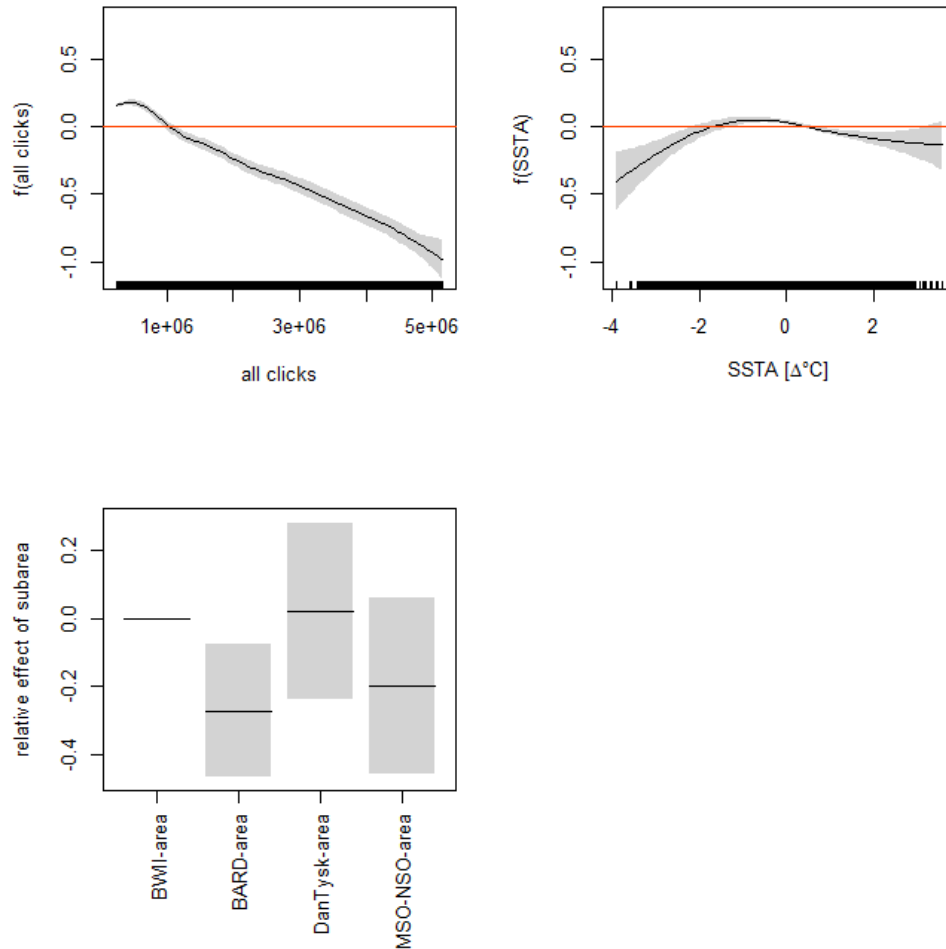 f(all clicks)
0.5
0.0
-0.5
-1.0
1e+06
3e+06
5e+06
all clicks
f(SSTA)
0.5
0.0
-0.5
-1.0
-4
-2
0
2
SSTA [Δ°C]
relative effect of subarea
0.2
0.0
-0.2
-0.4
BWII-area
BARD-area
DanTysk-area
MSO-NSO-area